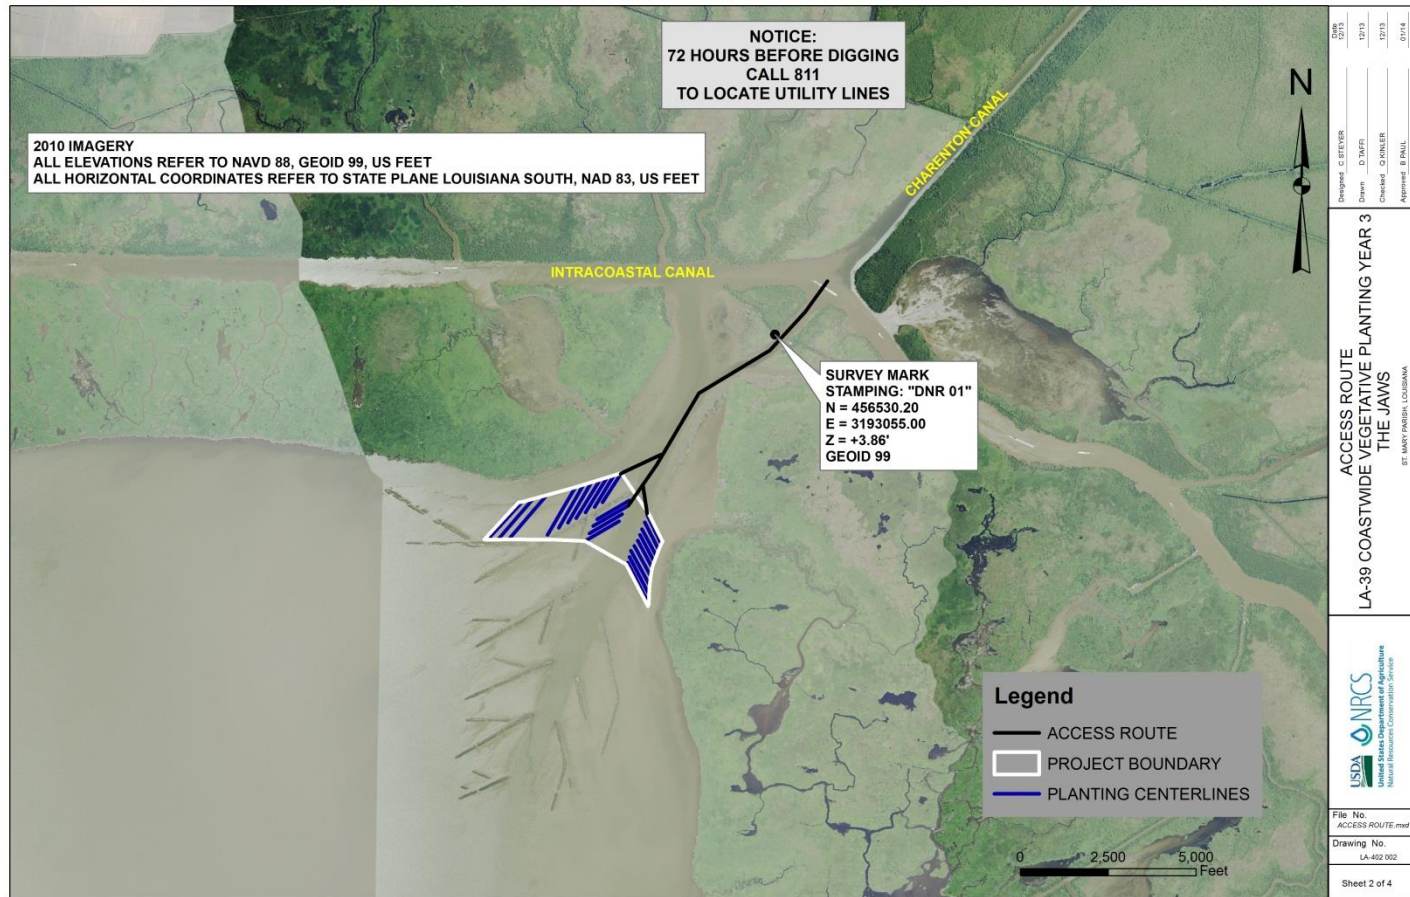 NOTICE:
72 HOURS BEFORE DIGGING
CALL 811
TO LOCATE UTILITY LINES
2010 IMAGERY
ALL ELEVATIONS REFER TO NAVD 88, GEOID 99, US FEET
ALL HORIZONTAL COORDINATES REFER TO STATE PLANE LOUISIANA SOUTH, NAD 83, US FEET
CHARENTON CANAL
N
INTRACOASTAL CANAL
SURVEY MARK
STAMPING: "DNR 01"
N = 456530.20
E = 3193055.00
Z = +3.86'
GEOID 99
Legend
ACCESS ROUTE
PROJECT BOUNDARY
PLANTING CENTERLINES
0 2,500 5,000
Feet
Date
Designed C STEYER 12/13
Drawn D TAFFI 12/13
Checked Q KINLER 12/13
Approved B PAUL 01/14
ACCESS ROUTE
LA-39 COASTWIDE VEGETATIVE PLANTING YEAR 3
THE JAWS
ST. MARY PARISH, LOUISIANA
USDA NRCS
United States Department of Agriculture
Natural Resources Conservation Service
File No.
ACCESS ROUTE.mxd
Drawing No.
LA-402 002
Sheet 2 of 4